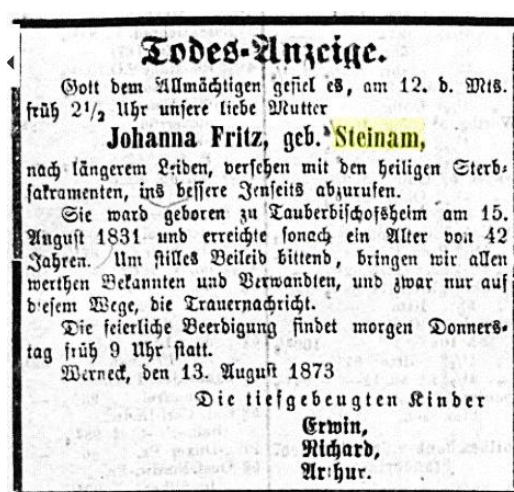 Todes-Anzeige.
Gott dem Allmächtigen gefiel es, am 12. d. Mts.
früh 2 1/2 Uhr unsere liebe Mutter
Johanna Fritz, geb. Steinam,
nach längerem Leiden, versehen mit den heiligen Sterb-
sakramenten, ins bessere Jenseits abzurufen.
Sie ward geboren zu Tauberbischofsheim am 15.
August 1831 und erreichte sonach ein Alter von 42
Jahren. Um stilles Beileid bittend, bringen wir allen
werthen Bekannten und Verwandten, und zwar nur auf
diesem Wege, die Trauernachricht.
Die feierliche Beerdigung findet morgen Donners-
tag früh 9 Uhr statt.
Werneck, den 13. August 1873
Die tiefgebeugten Kinder
Erwin,
Richard,
Arthur.